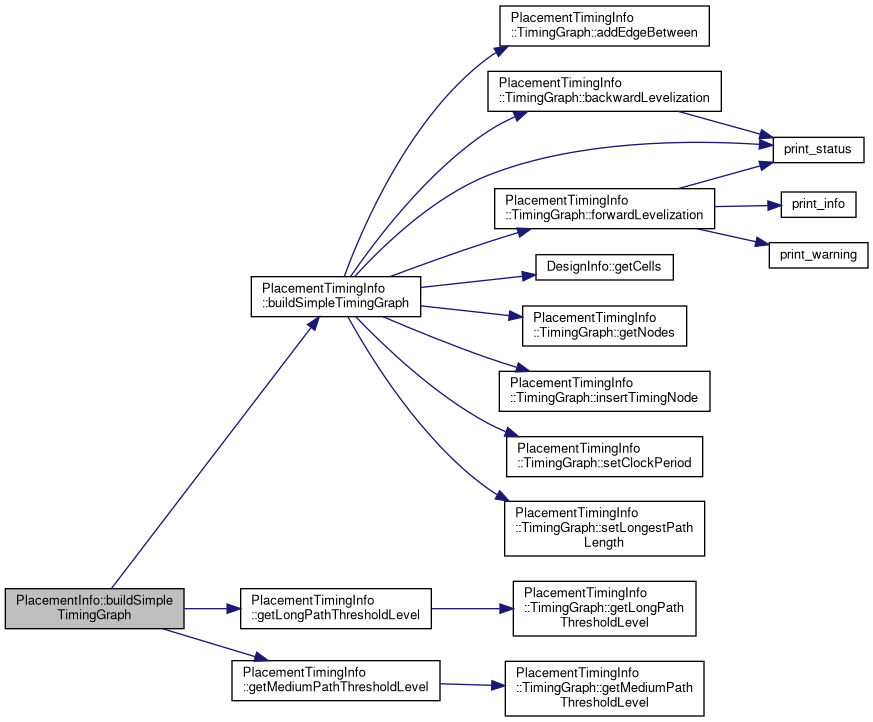 PlacementTimingInfo
::TimingGraph::addEdgeBetween
PlacementTimingInfo
::TimingGraph::backwardLevelization
print_status
PlacementTimingInfo
::TimingGraph::forwardLevelization
print_info
print_warning
DesignInfo::getCells
PlacementTimingInfo
::buildSimpleTimingGraph
PlacementTimingInfo
::TimingGraph::getNodes
PlacementTimingInfo
::TimingGraph::insertTimingNode
PlacementTimingInfo
::TimingGraph::setClockPeriod
PlacementTimingInfo
::TimingGraph::setLongestPath
Length
PlacementInfo::buildSimple
TimingGraph
PlacementTimingInfo
::getLongPathThresholdLevel
PlacementTimingInfo
::TimingGraph::getLongPath
ThresholdLevel
PlacementTimingInfo
::getMediumPathThresholdLevel
PlacementTimingInfo
::TimingGraph::getMediumPath
ThresholdLevel